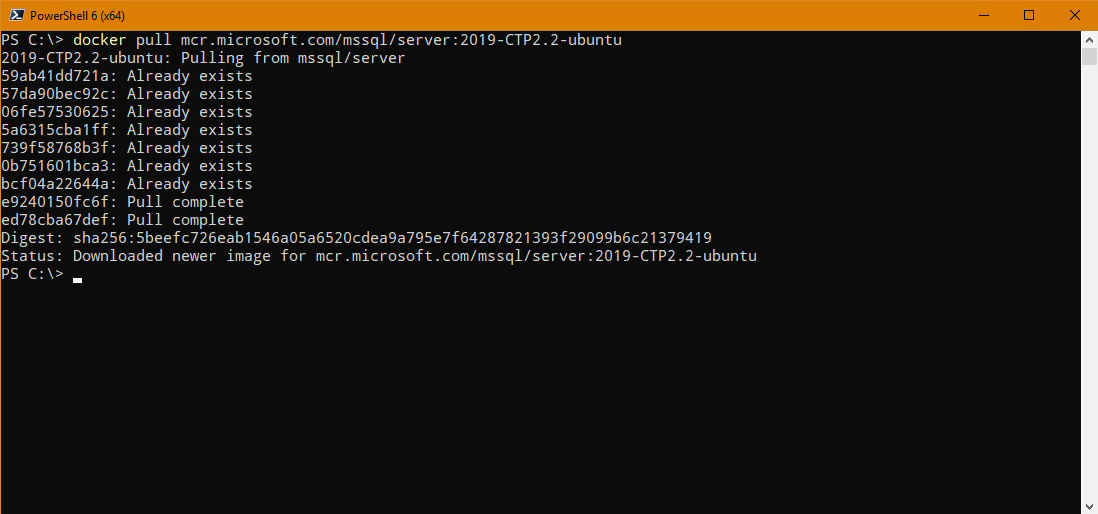 PowerShell 6 (x64)
PS C:\> docker pull mcr.microsoft.com/mssql/server:2019-CTP2.2-ubuntu
2019-CTP2.2-ubuntu: Pulling from mssql/server
59ab41dd721a: Already exists
57da90bec92c: Already exists
06fe57530625: Already exists
5a6315cba1ff: Already exists
739f58768b3f: Already exists
0b751601bca3: Already exists
bcf04a22644a: Already exists
e9240150fc6f: Pull complete
ed78cba67def: Pull complete
Digest: sha256:5beefc726eab1546a05a6520cdea9a795e7f64287821393f29099b6c21379419
Status: Downloaded newer image for mcr.microsoft.com/mssql/server:2019-CTP2.2-ubuntu
PS C:\>